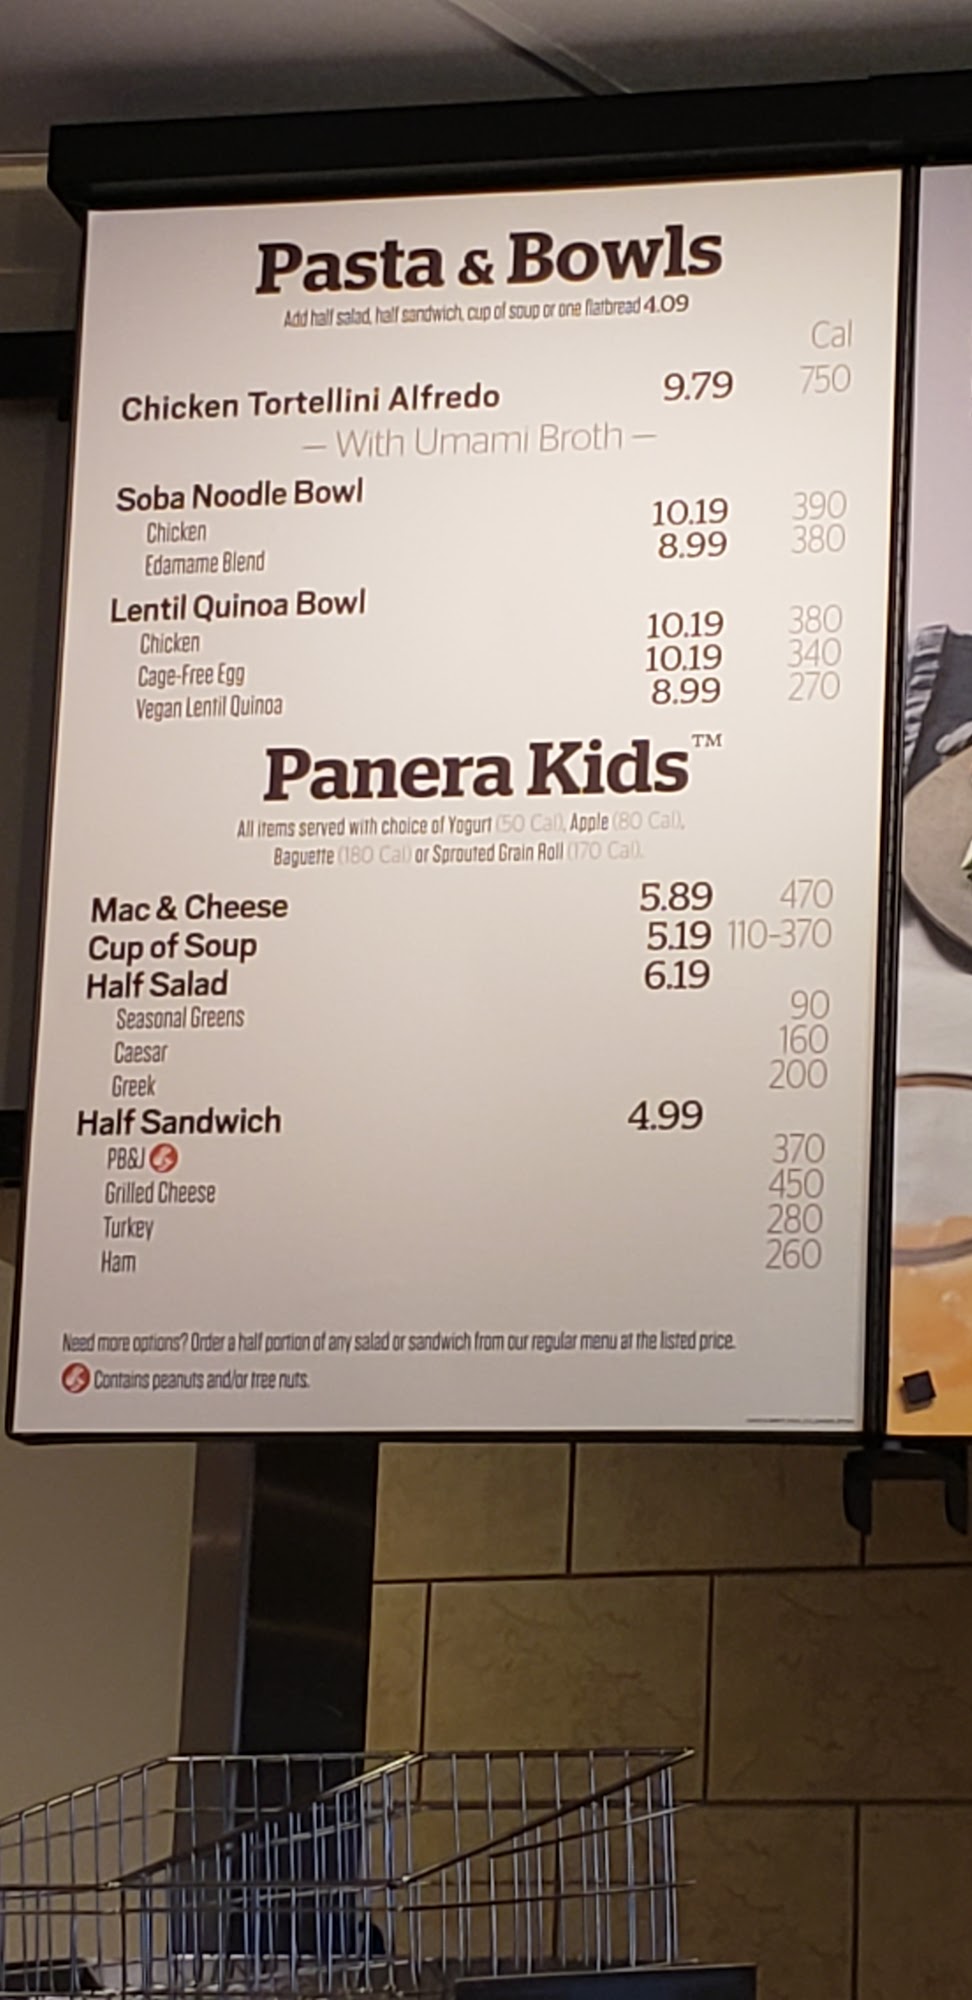 Pasta & Bowls
Add half salad, half sandwich, cup of soup or one flatbread 4.09
Cal
Chicken Tortellini Alfredo 9.79 750
— With Umami Broth —
Soba Noodle Bowl
Chicken 10.19 390
Edamame Blend 8.99 380
Lentil Quinoa Bowl
Chicken 10.19 380
Cage-Free Egg 10.19 340
Vegan Lentil Quinoa 8.99 270
Panera Kids™
All items served with choice of Yogurt (50 Cal), Apple (80 Cal),
Baguette (180 Cal) or Sprouted Grain Roll (170 Cal).
Mac & Cheese 5.89 470
Cup of Soup 5.19 110-370
Half Salad 6.19
Seasonal Greens 90
Caesar 160
Greek 200
Half Sandwich 4.99
PB&J 370
Grilled Cheese 450
Turkey 280
Ham 260
Need more options? Order a half portion of any salad or sandwich from our regular menu at the listed price.
Contains peanuts and/or tree nuts.